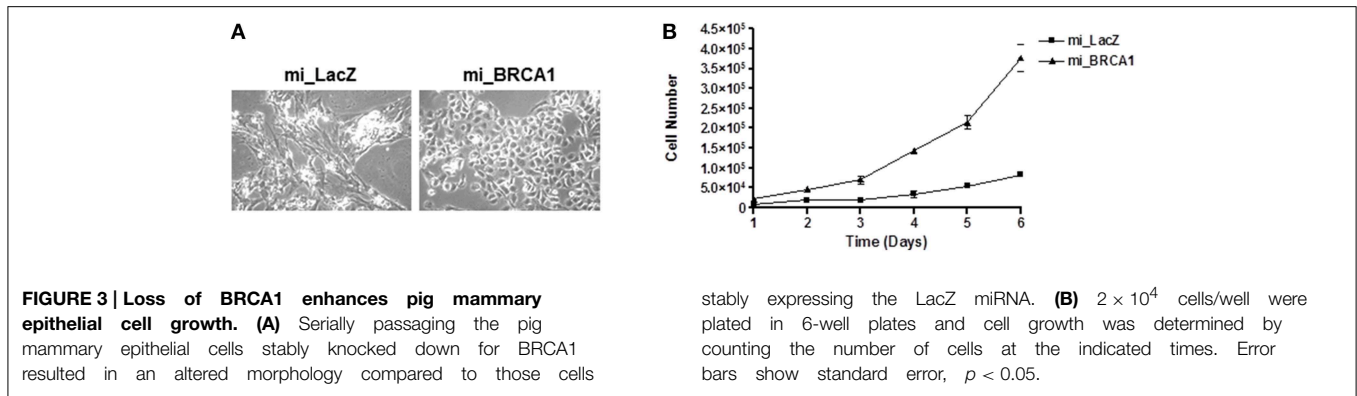 A
mi_LacZ
mi_BRCA1
B
4.5×10⁵
4.0×10⁵
3.5×10⁵
3.0×10⁵
2.5×10⁵
2.0×10⁵
1.5×10⁵
1.0×10⁵
5.0×10⁴
0
Cell Number
1 2 3 4 5 6
Time (Days)
mi_LacZ
mi_BRCA1
FIGURE 3 | Loss of BRCA1 enhances pig mammary
epithelial cell growth. (A) Serially passaging the pig
mammary epithelial cells stably knocked down for BRCA1
resulted in an altered morphology compared to those cells
stably expressing the LacZ miRNA. (B) 2 × 10⁴ cells/well were
plated in 6-well plates and cell growth was determined by
counting the number of cells at the indicated times. Error
bars show standard error, p < 0.05.